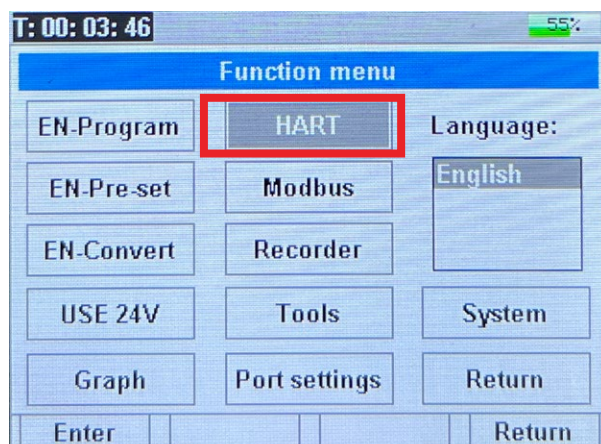 T: 00: 03: 46 55%
Function menu
EN-Program HART Language:
EN-Pre-set Modbus English
EN-Convert Recorder
USE 24V Tools System
Graph Port settings Return
Enter Return